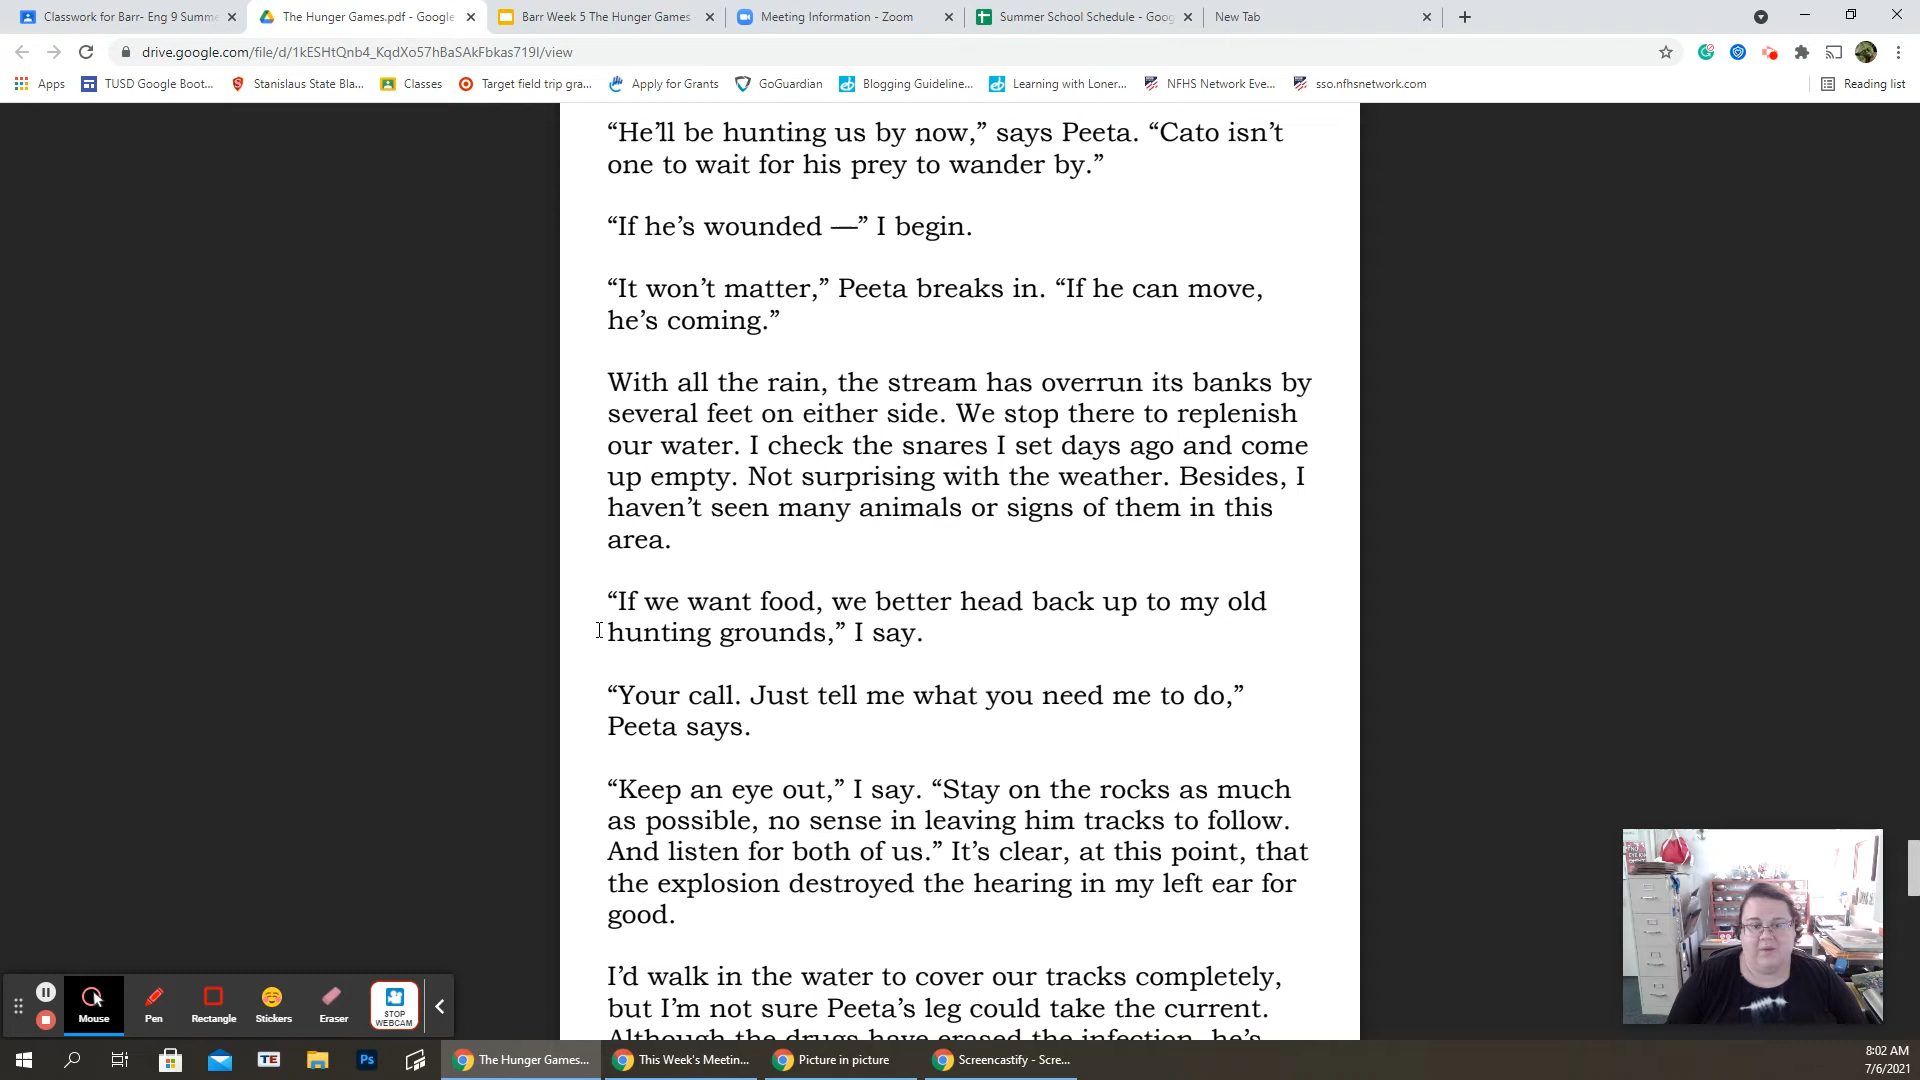 Classwork for Barr- Eng 9 Summe
The Hunger Games.pdf - Google
Barr Week 5 The Hunger Games
Meeting Information - Zoom
Summer School Schedule - Goog
New Tab
drive.google.com/file/d/1kESHtQnb4_KqdXo57hBaSAkFbkas719I/view
Apps
TUSD Google Boot...
Stanislaus State Bla...
Classes
Target field trip gra...
Apply for Grants
GoGuardian
Blogging Guideline...
Learning with Loner...
NFHS Network Eve...
sso.nfhsnetwork.com
Reading list
“He’ll be hunting us by now,” says Peeta. “Cato isn’t
one to wait for his prey to wander by.”
“If he’s wounded —” I begin.
“It won’t matter,” Peeta breaks in. “If he can move,
he’s coming.”
With all the rain, the stream has overrun its banks by
several feet on either side. We stop there to replenish
our water. I check the snares I set days ago and come
up empty. Not surprising with the weather. Besides, I
haven’t seen many animals or signs of them in this
area.
“If we want food, we better head back up to my old
hunting grounds,” I say.
“Your call. Just tell me what you need me to do,”
Peeta says.
“Keep an eye out,” I say. “Stay on the rocks as much
as possible, no sense in leaving him tracks to follow.
And listen for both of us.” It’s clear, at this point, that
the explosion destroyed the hearing in my left ear for
good.
I’d walk in the water to cover our tracks completely,
but I’m not sure Peeta’s leg could take the current.
Although the drugs have erased the infection, he’s
Mouse
Pen
Rectangle
Stickers
Eraser
STOP
WEBCAM
TE
Ps
The Hunger Games...
This Week's Meetin...
Picture in picture
Screencastify - Scre...
8:02 AM
7/6/2021